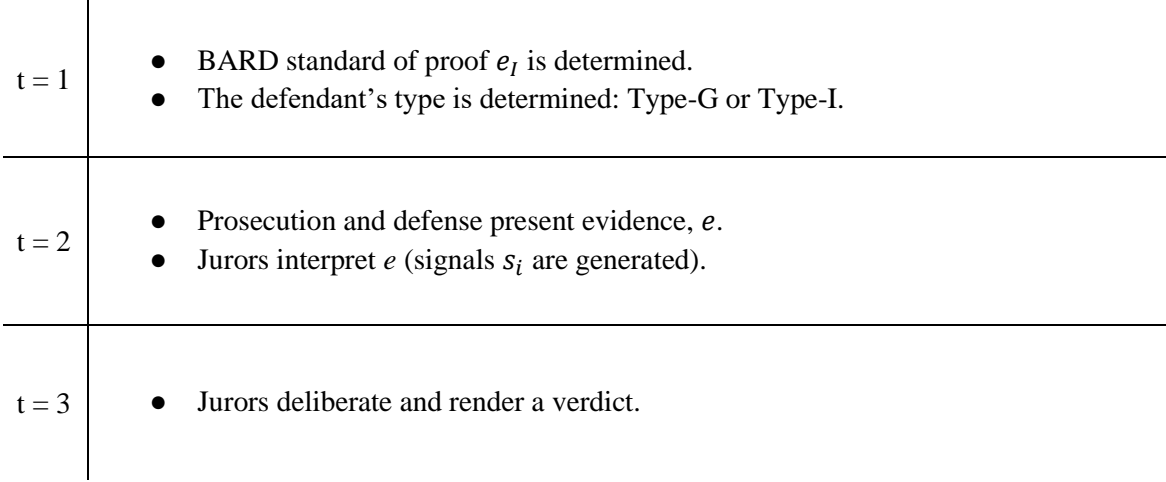 t = 1
● BARD standard of proof e_I is determined.
● The defendant's type is determined: Type-G or Type-I.
t = 2
● Prosecution and defense present evidence, e.
● Jurors interpret e (signals s_i are generated).
t = 3
● Jurors deliberate and render a verdict.